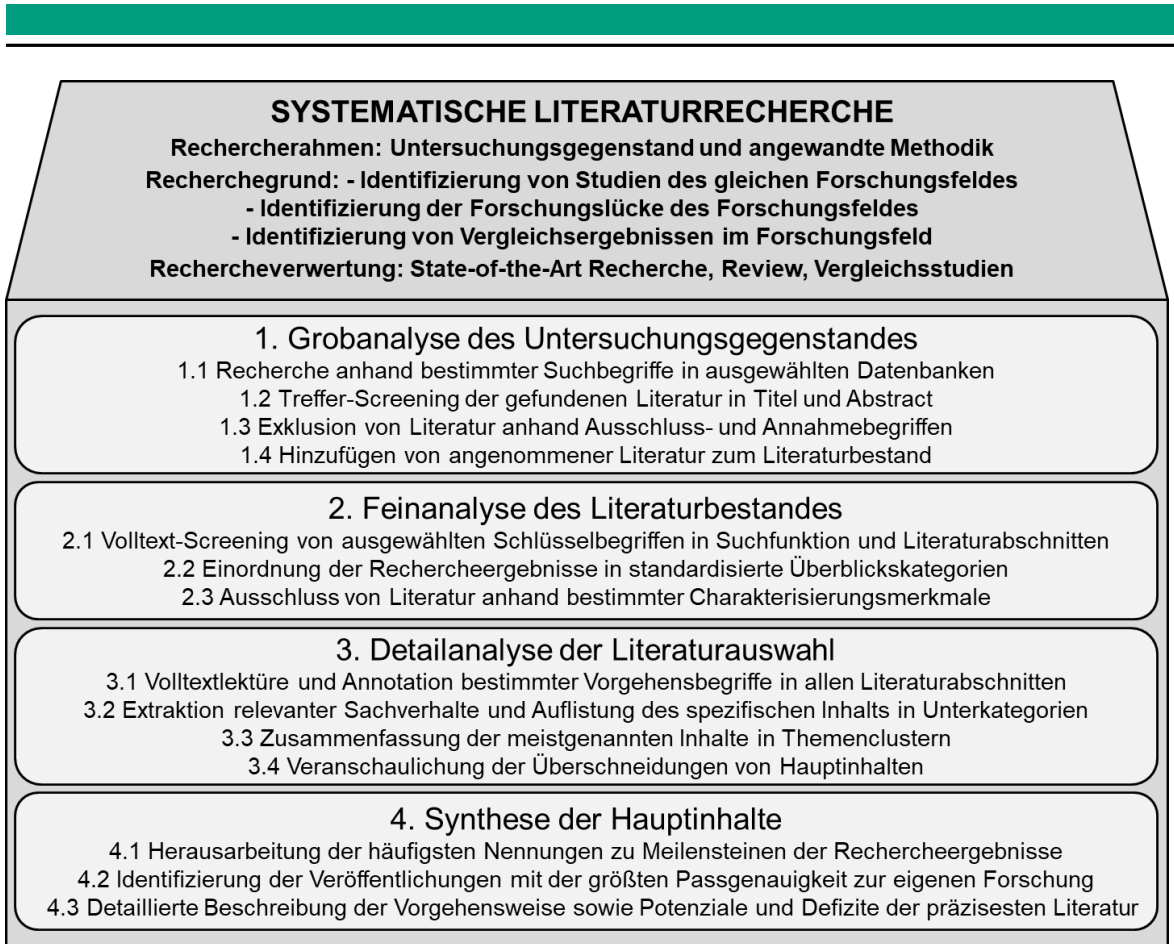 SYSTEMATISCHE LITERATURRECHERCHE
Rechercherahmen: Untersuchungsgegenstand und angewandte Methodik
Recherchegrund: - Identifizierung von Studien des gleichen Forschungsfeldes
- Identifizierung der Forschungslücke des Forschungsfeldes
- Identifizierung von Vergleichsergebnissen im Forschungsfeld
Rechercheverwertung: State-of-the-Art Recherche, Review, Vergleichsstudien
1. Grobanalyse des Untersuchungsgegenstandes
1.1 Recherche anhand bestimmter Suchbegriffe in ausgewählten Datenbanken
1.2 Treffer-Screening der gefundenen Literatur in Titel und Abstract
1.3 Exklusion von Literatur anhand Ausschluss- und Annahmebegriffen
1.4 Hinzufügen von angenommener Literatur zum Literaturbestand
2. Feinanalyse des Literaturbestandes
2.1 Volltext-Screening von ausgewählten Schlüsselbegriffen in Suchfunktion und Literaturabschnitten
2.2 Einordnung der Rechercheergebnisse in standardisierte Überblickskategorien
2.3 Ausschluss von Literatur anhand bestimmter Charakterisierungsmerkmale
3. Detailanalyse der Literaturauswahl
3.1 Volltextlektüre und Annotation bestimmter Vorgehensbegriffe in allen Literaturabschnitten
3.2 Extraktion relevanter Sachverhalte und Auflistung des spezifischen Inhalts in Unterkategorien
3.3 Zusammenfassung der meistgenannten Inhalte in Themenclustern
3.4 Veranschaulichung der Überschneidungen von Hauptinhalten
4. Synthese der Hauptinhalte
4.1 Herausarbeitung der häufigsten Nennungen zu Meilensteinen der Rechercheergebnisse
4.2 Identifizierung der Veröffentlichungen mit der größten Passgenauigkeit zur eigenen Forschung
4.3 Detaillierte Beschreibung der Vorgehensweise sowie Potenziale und Defizite der präzisesten Literatur